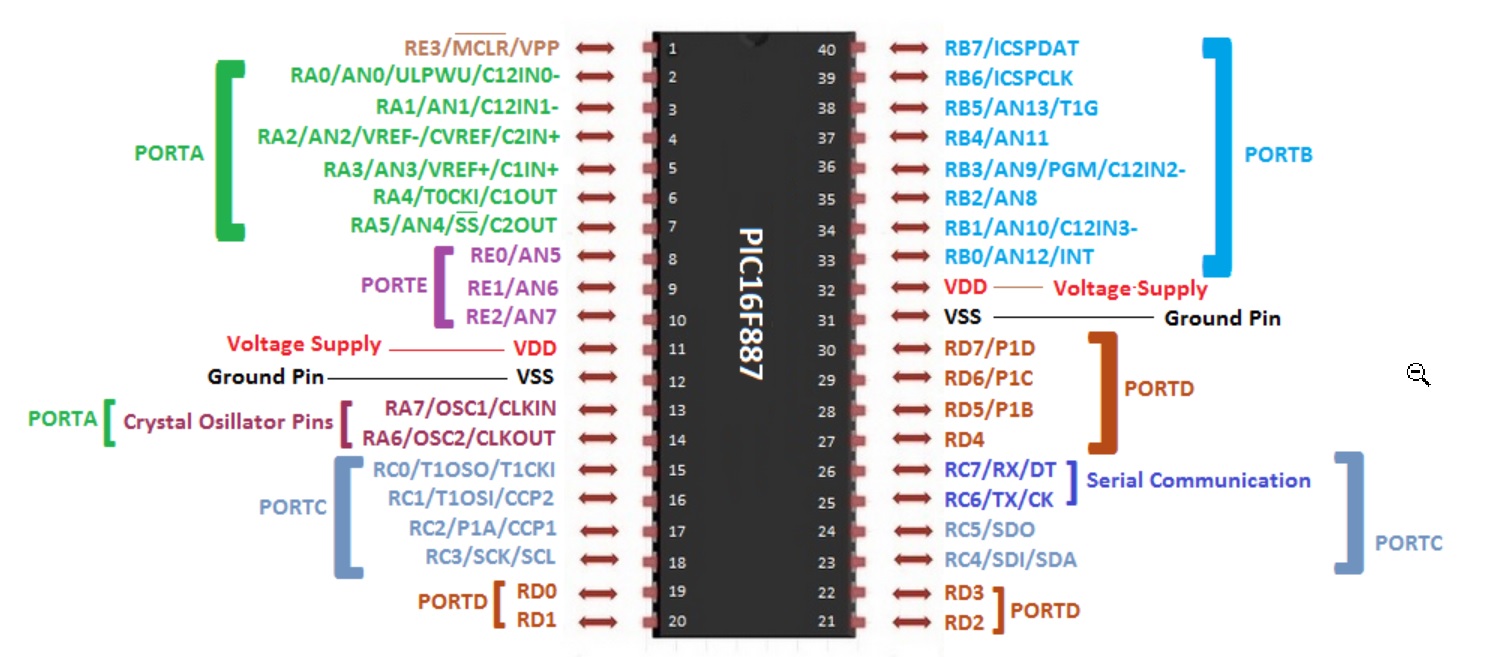 RE3/MCLR/VPP
RA0/AN0/ULPWU/C12IN0-
RA1/AN1/C12IN1-
RA2/AN2/VREF-/CVREF/C2IN+
RA3/AN3/VREF+/C1IN+
RA4/T0CKI/C1OUT
RA5/AN4/SS/C2OUT
PORTA
RE0/AN5
RE1/AN6
RE2/AN7
PORTE
Voltage Supply VDD
Ground Pin VSS
RA7/OSC1/CLKIN
RA6/OSC2/CLKOUT
PORTA Crystal Osillator Pins
RC0/T1OSO/T1CKI
RC1/T1OSI/CCP2
RC2/P1A/CCP1
RC3/SCK/SCL
PORTC
RD0
RD1
PORTD
1 40
2 39
3 38
4 37
5 36
6 35
7 34
8 33
9 32
10 31
11 30
12 29
13 28
14 27
15 26
16 25
17 24
18 23
19 22
20 21
PIC16F887
RB7/ICSPDAT
RB6/ICSPCLK
RB5/AN13/T1G
RB4/AN11
RB3/AN9/PGM/C12IN2-
RB2/AN8
RB1/AN10/C12IN3-
RB0/AN12/INT
PORTB
VDD Voltage Supply
VSS Ground Pin
RD7/P1D
RD6/P1C
RD5/P1B
RD4
PORTD
RC7/RX/DT
RC6/TX/CK
Serial Communication
RC5/SDO
RC4/SDI/SDA
PORTC
RD3
RD2
PORTD